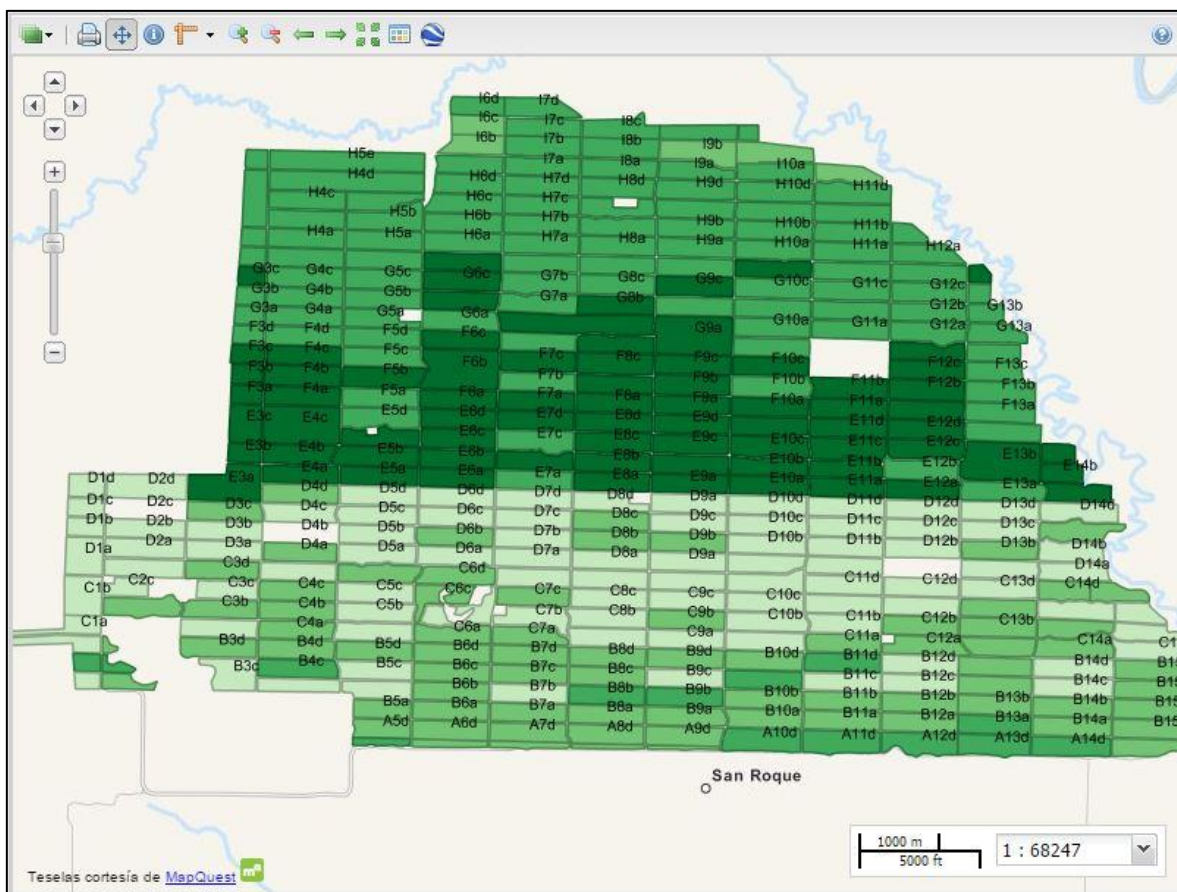 I6d I7d
I6c I7c I8c
I6b I7b I8b I9b
H5e I7a I8a I9a I10a
H4d H6d H7d H8d H9d H10d H11d
H4c H6c H7c
H5b H6b H7b H9b H10b H11b
H4a H5a H6a H7a H8a H9a H10a H11a H12a
G3c G4c G5c G6c G7b G8c G9c G10c G11c G12c
G3b G4b G5b G7a G8b G12b G13b
G3a G4a G5a G6a G9a G10a G11a G12a G13a
F3d F4d F5d F6c
F3c F4c F5c F6b F7c F8c F9c F10c F12c F13c
F3b F4b F5b F7b F9b F10b F11b F12b F13b
F3a F4a F5a F6a F7a F8a F9a F10a F11a F13a
E3c E4c E5d E6d E7d E8d E9d E11d E12d
E6c E7c E8c E9c E10c E11c E12c
E3b E4b E5b E6b E8b E10b E11b E12b E13b E14b
E3a E4a E5a E6a E7a E8a E9a E10a E11a E12a E13a
D1d D2d D4d D5d D6d D7d D8d D9a D10d D11d D12d D13d D14d
D1c D2c D3c D4c D5c D6c D7c D8c D9c D10c D11c D12c D13c
D1b D2b D3b D4b D5b D6b D7b D8b D9b D10b D11b D12b D13b D14b
D1a D2a D3a D4a D5a D6a D7a D8a D9a D14a
C3d C6d
C1b C2c C3c C4c C5c C6c C7c C8c C9c C10c C11d C12d C13d C14d
C3b C4b C5b C7b C8b C9b C10b C11b C12b C13b
C1a C4a C6a C7a C9a C11a C12a C14a C1
B3d B4d B5d B6d B7d B8d B9d B10d B11d B12d B14d
B3c B4c B5c B6c B7c B8c B9c B11c B12c B14c
B6b B7b B8b B9b B10b B11b B12b B13b B14b
B5a B6a B7a B8a B9a B10a B11a B12a B13a B14a B15
A5d A6d A7d A8d A9d A10d A11d A12d A13d A14d
San Roque
1000 m
5000 ft
1 : 68247
Teselas cortesía de MapQuest m